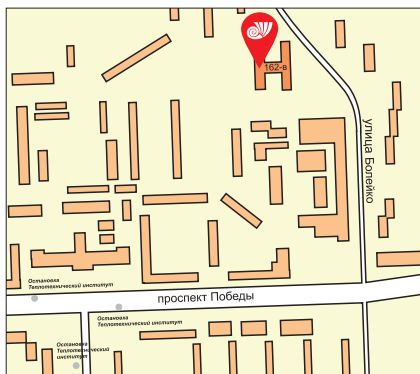 162-в
улица Болейко
Остановка
Теплотехнический институт
проспект Победы
Остановка
Теплотехнический институт
Остановка
Теплотехнический
институт